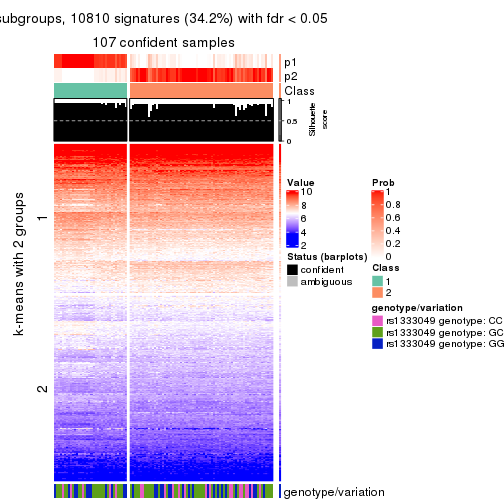 subgroups, 10810 signatures (34.2%) with fdr < 0.05
107 confident samples
p1
p2
Class
1
0.5
0
Silhouette
score
k-means with 2 groups
1
2
Value
10
8
6
4
2
Prob
1
0.8
0.6
0.4
0.2
0
Status (barplots)
confident
ambiguous
Class
1
2
genotype/variation
rs1333049 genotype: CC
rs1333049 genotype: GC
rs1333049 genotype: GG
genotype/variation